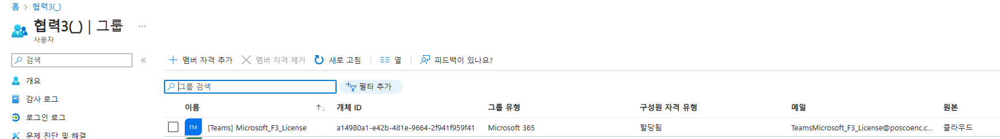 홈 > 협력3(_)
협력3(_) | 그룹 ...
사용자
검색 «
개요
감사 로그
로그인 로그
문제 진단 및 해결
멤버 자격 추가 멤버 자격 제거 새로 고침 열 피드백이 있나요?
그룹 검색 필터 추가
이름 ↑↓ 개체 ID 그룹 유형 구성원 자격 유형 메일 원본
TM [Teams] Microsoft_F3_License a14980a1-e42b-481e-9664-2f941f959f41 Microsoft 365 할당됨 TeamsMicrosoft_F3_License@poscoenc.c... 클라우드